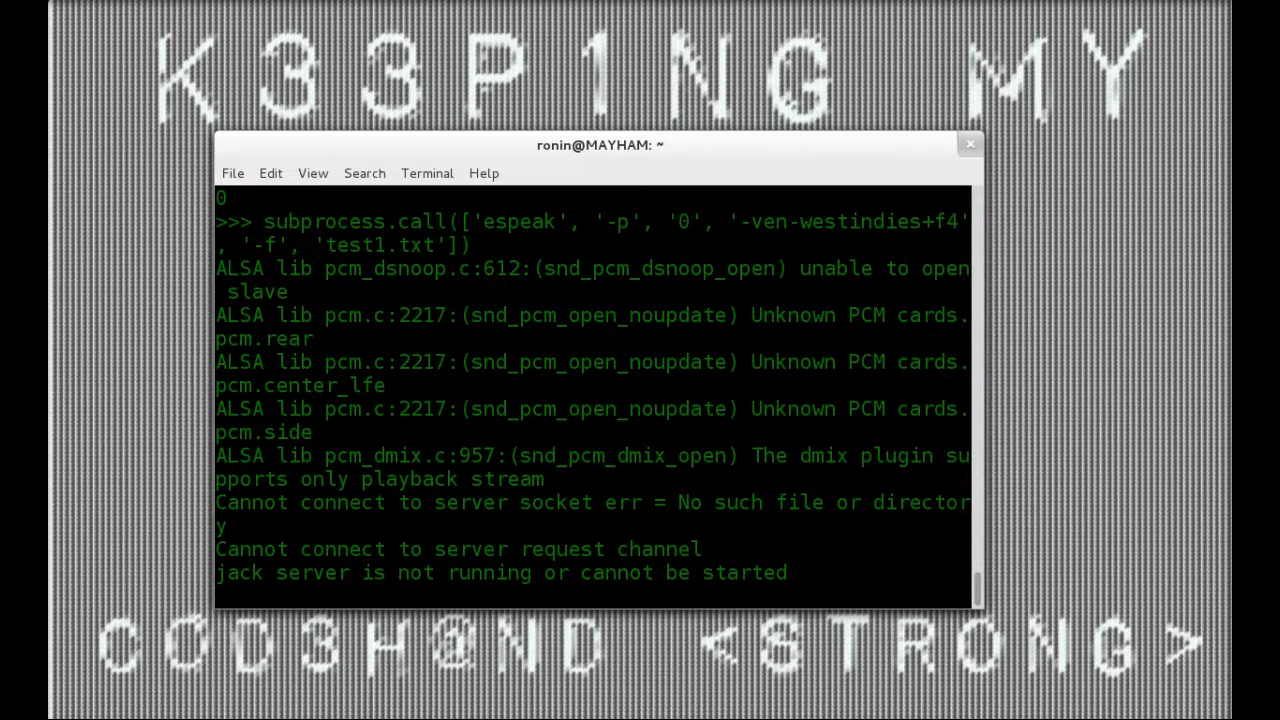 K33P1NG MY
ronin@MAYHAM: ~
File Edit View Search Terminal Help
0
>>> subprocess.call(['espeak', '-p', '0', '-ven-westindies+f4'
, '-f', 'test1.txt'])
ALSA lib pcm_dsnoop.c:612:(snd_pcm_dsnoop_open) unable to open
 slave
ALSA lib pcm.c:2217:(snd_pcm_open_noupdate) Unknown PCM cards.
pcm.rear
ALSA lib pcm.c:2217:(snd_pcm_open_noupdate) Unknown PCM cards.
pcm.center_lfe
ALSA lib pcm.c:2217:(snd_pcm_open_noupdate) Unknown PCM cards.
pcm.side
ALSA lib pcm_dmix.c:957:(snd_pcm_dmix_open) The dmix plugin su
pports only playback stream
Cannot connect to server socket err = No such file or director
y
Cannot connect to server request channel
jack server is not running or cannot be started
C0D3H@ND <STRONG>